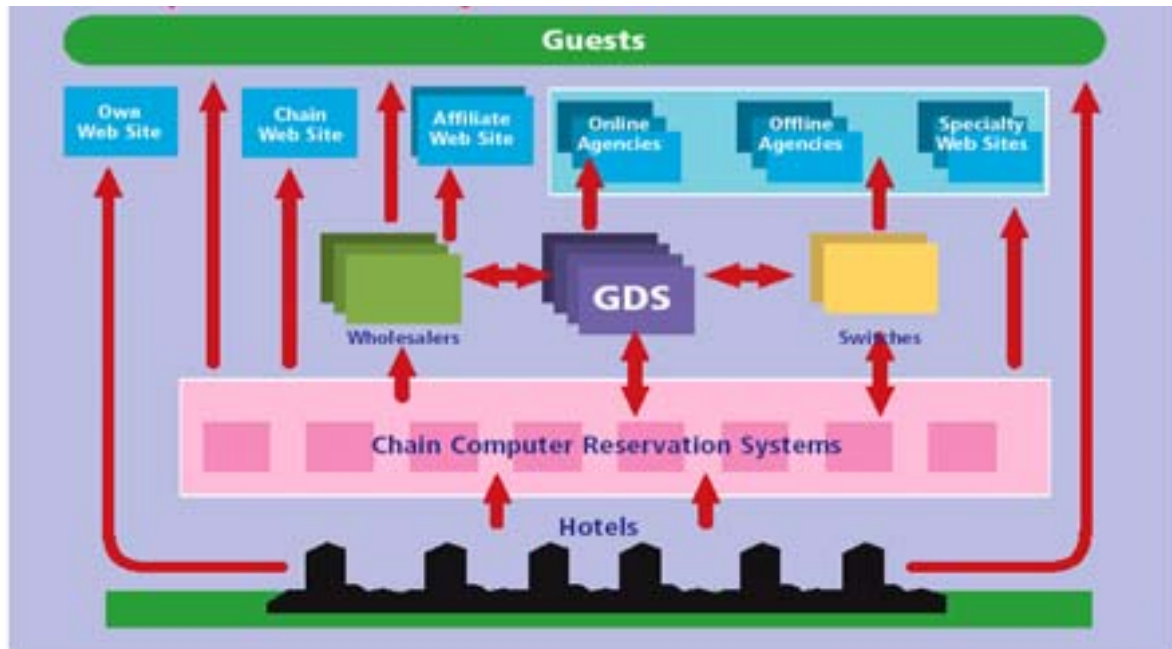 Guests
Own
Web Site
Chain
Web Site
Affiliate
Web Site
Online
Agencies
Offline
Agencies
Specialty
Web Sites
GDS
Wholesalers
Switches
Chain Computer Reservation Systems
Hotels